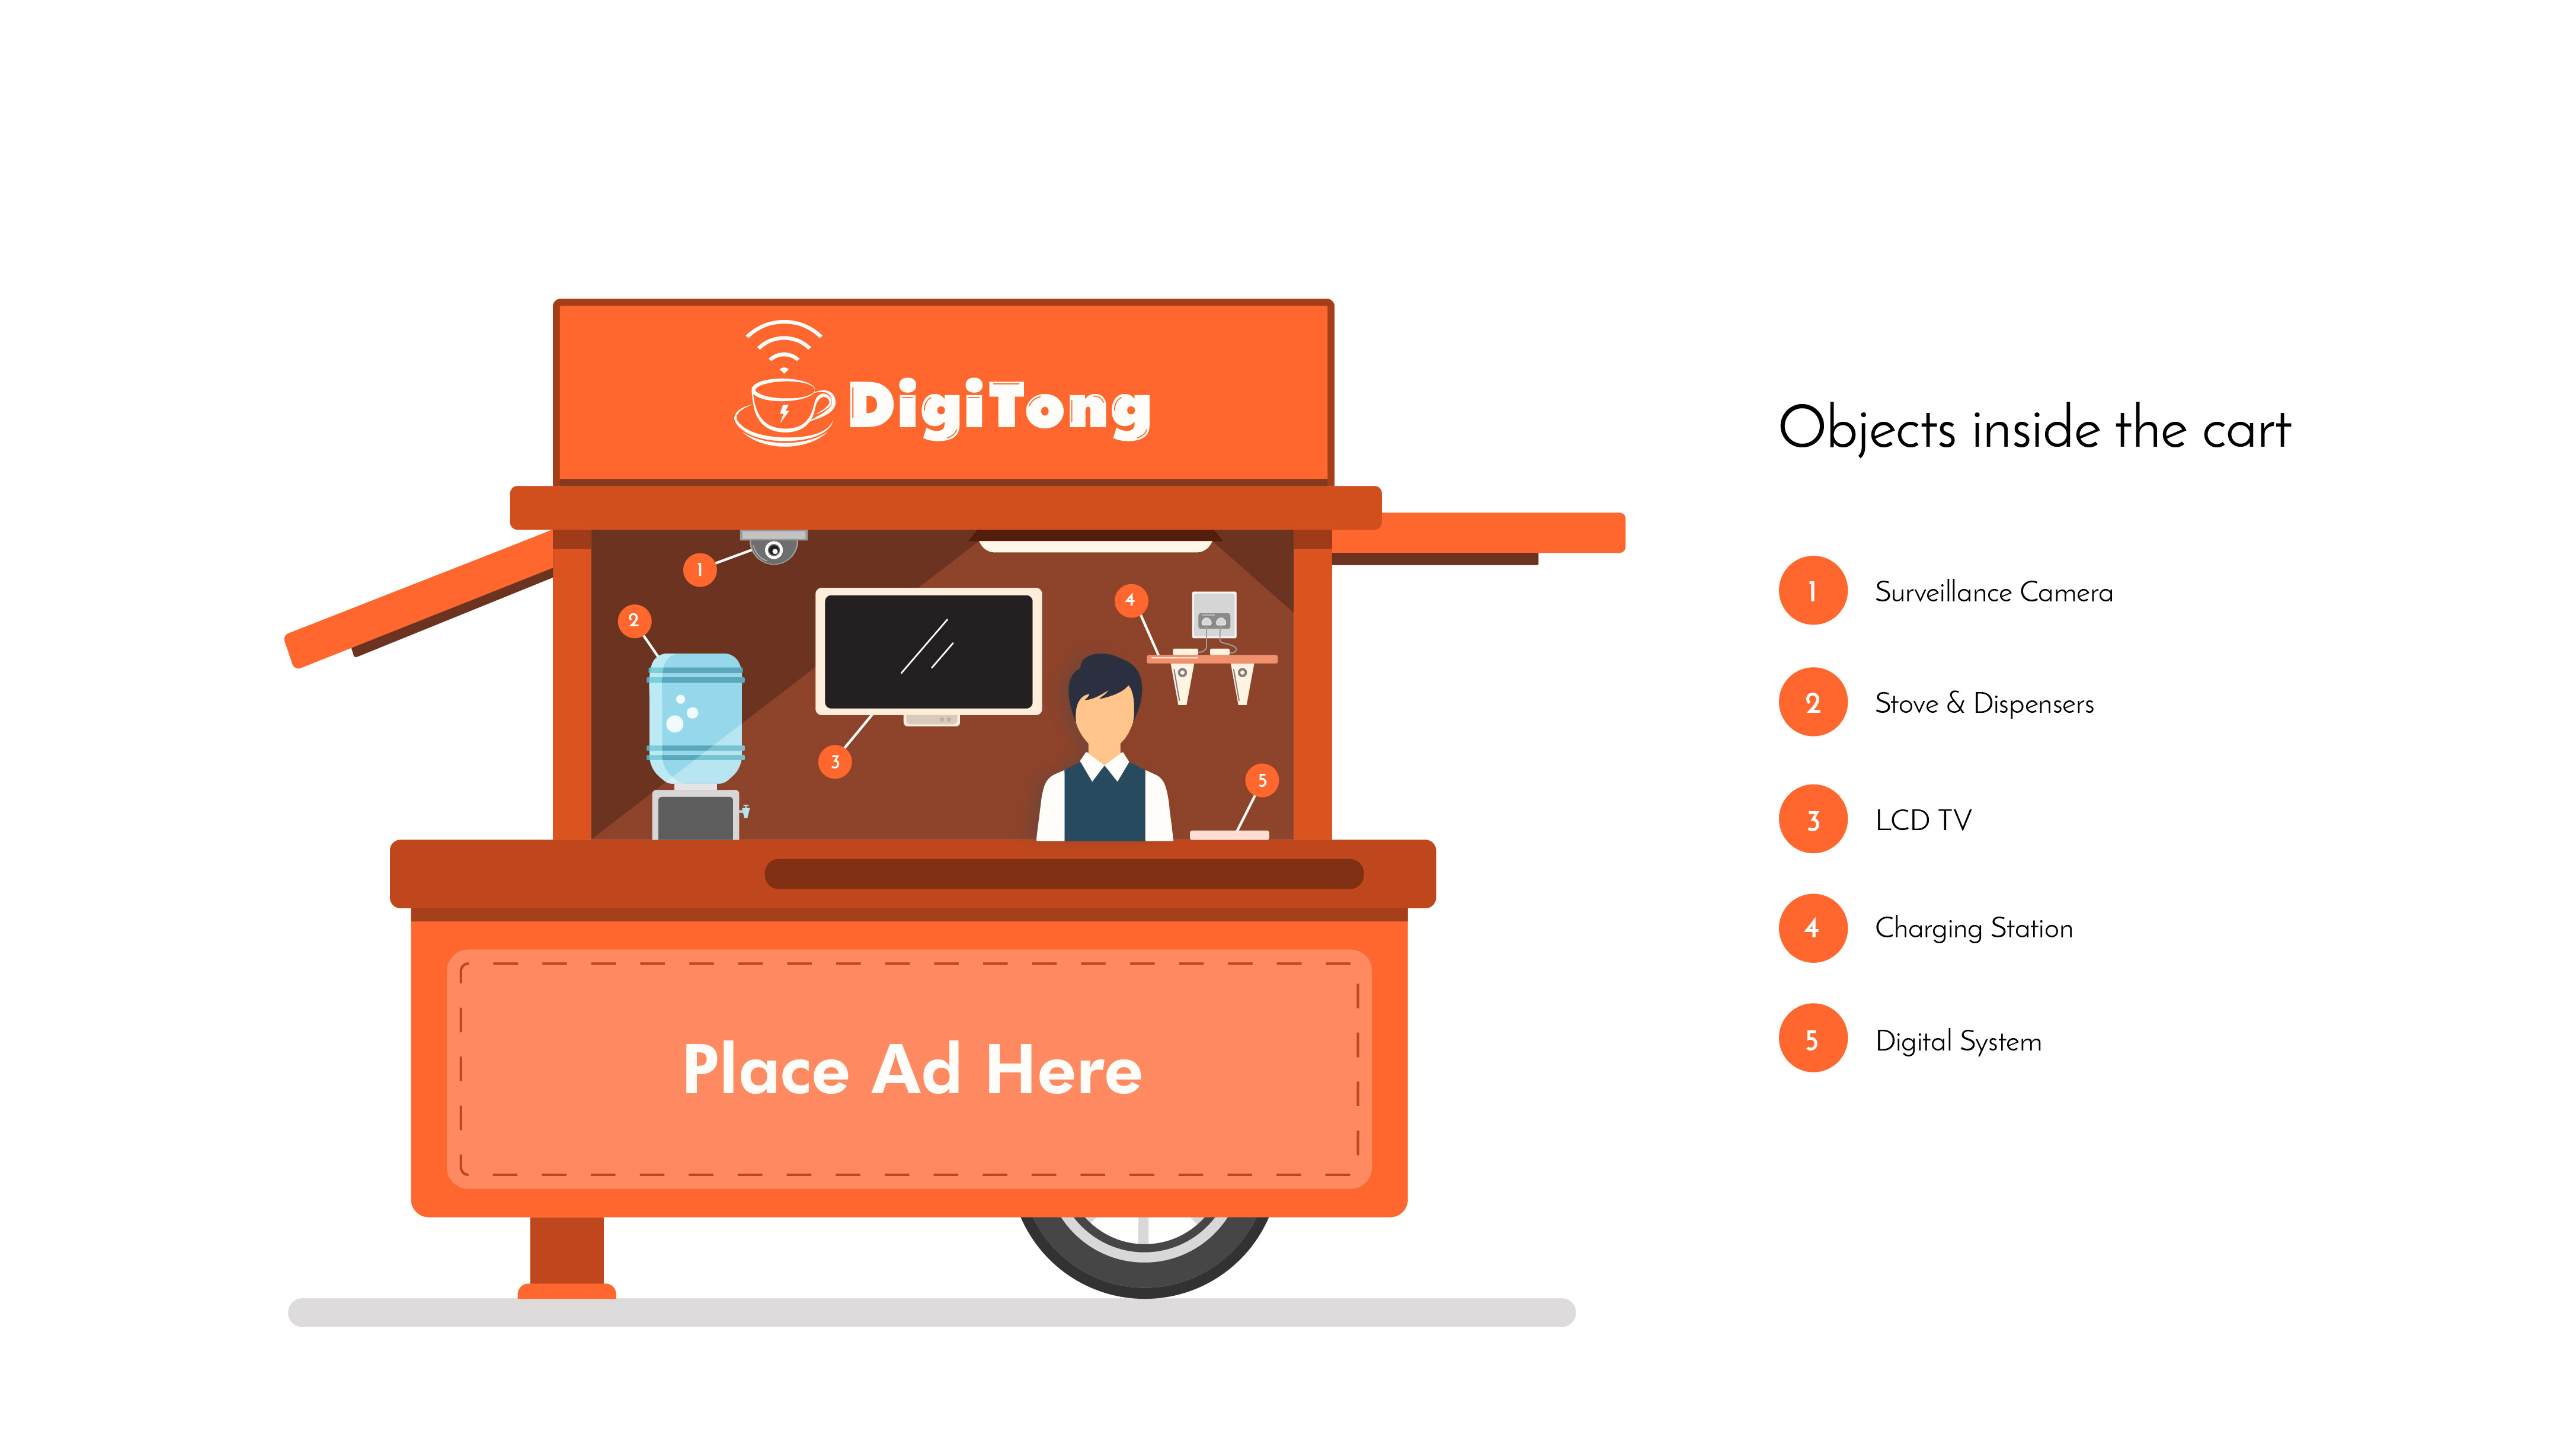 DigiTong
1
2
3
4
5
Place Ad Here
Objects inside the cart
1 Surveillance Camera
2 Stove & Dispensers
3 LCD TV
4 Charging Station
5 Digital System